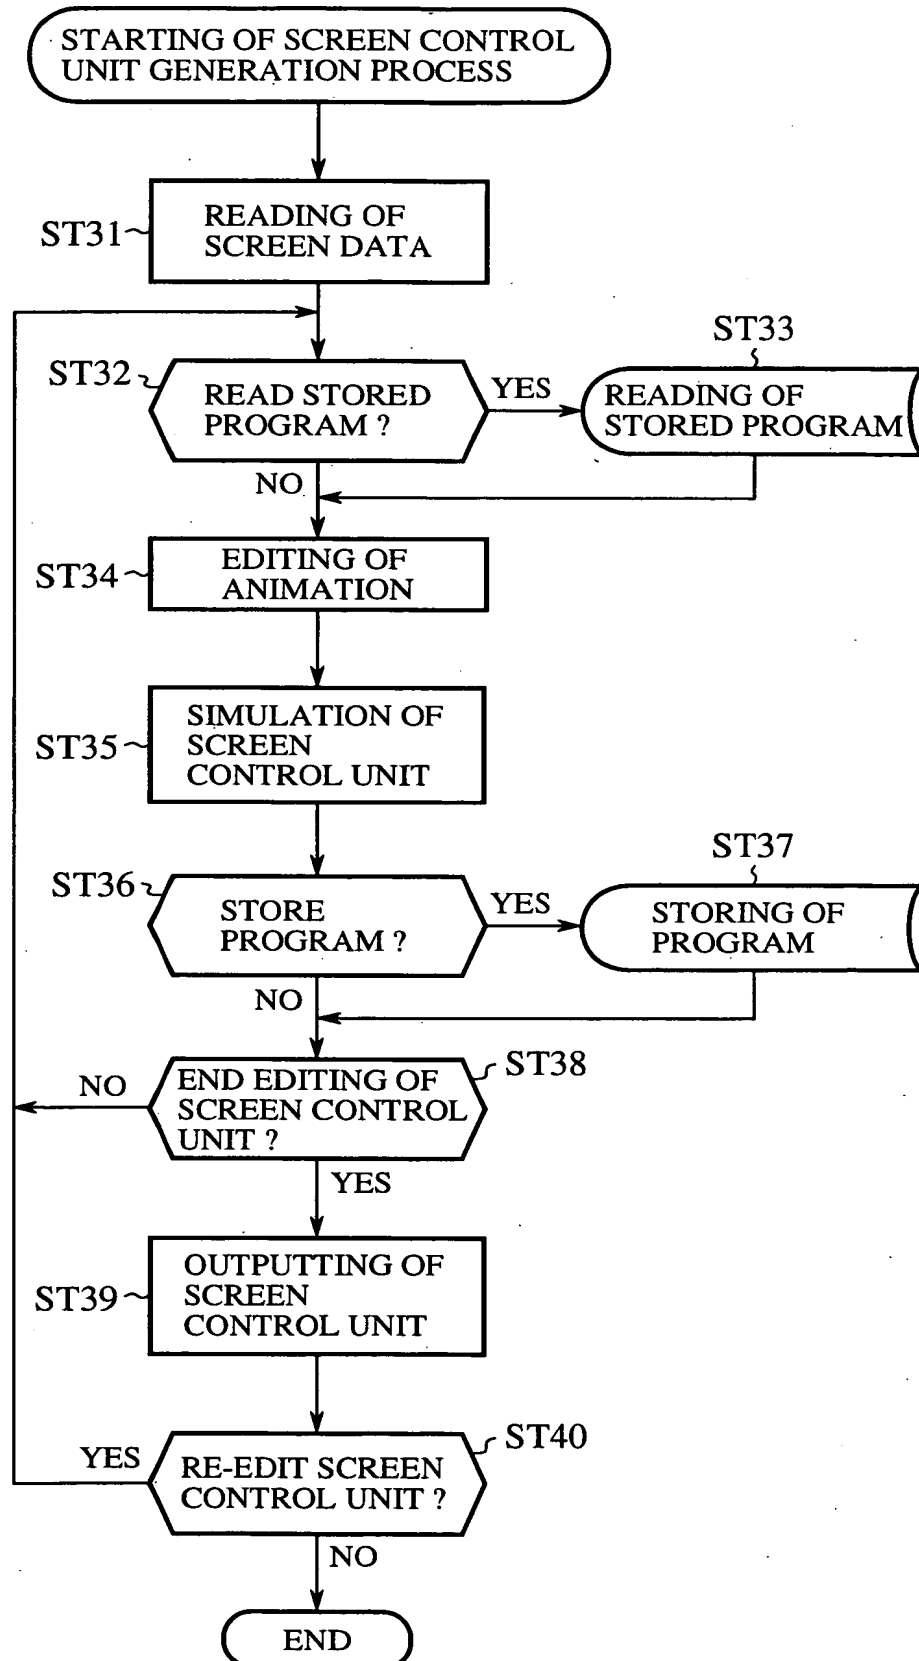 STARTING OF SCREEN CONTROL
UNIT GENERATION PROCESS
ST31
READING OF
SCREEN DATA
ST32
READ STORED
PROGRAM ?
YES
ST33
READING OF
STORED PROGRAM
NO
ST34
EDITING OF
ANIMATION
ST35
SIMULATION OF
SCREEN
CONTROL UNIT
ST36
STORE
PROGRAM ?
YES
ST37
STORING OF
PROGRAM
NO
ST38
END EDITING OF
SCREEN CONTROL
UNIT ?
NO
YES
ST39
OUTPUTTING OF
SCREEN
CONTROL UNIT
ST40
RE-EDIT SCREEN
CONTROL UNIT ?
YES
NO
END